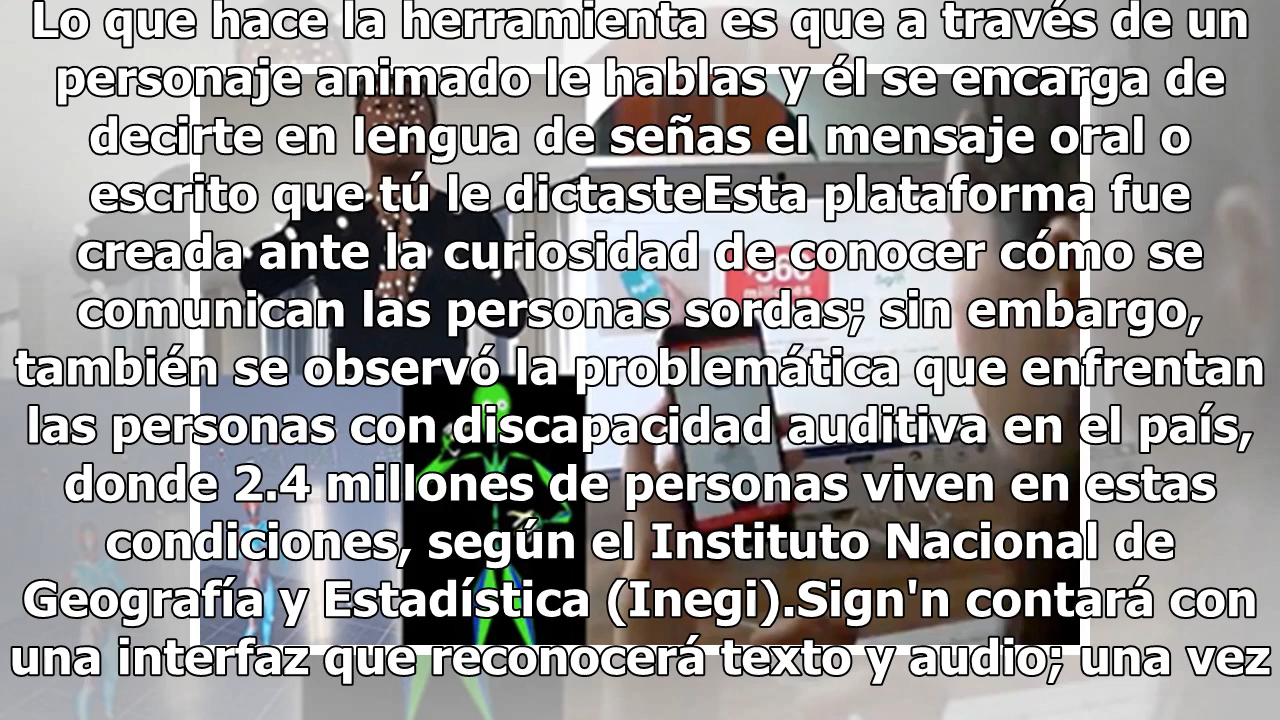 Lo que hace la herramienta es que a través de un
personaje animado le hablas y él se encarga de
decirte en lengua de señas el mensaje oral o
escrito que tú le dictasteEsta plataforma fue
creada ante la curiosidad de conocer cómo se
comunican las personas sordas; sin embargo,
también se observó la problemática que enfrentan
las personas con discapacidad auditiva en el país,
donde 2.4 millones de personas viven en estas
condiciones, según el Instituto Nacional de
Geografía y Estadística (Inegi).Sign'n contará con
una interfaz que reconocerá texto y audio; una vez
360
millones